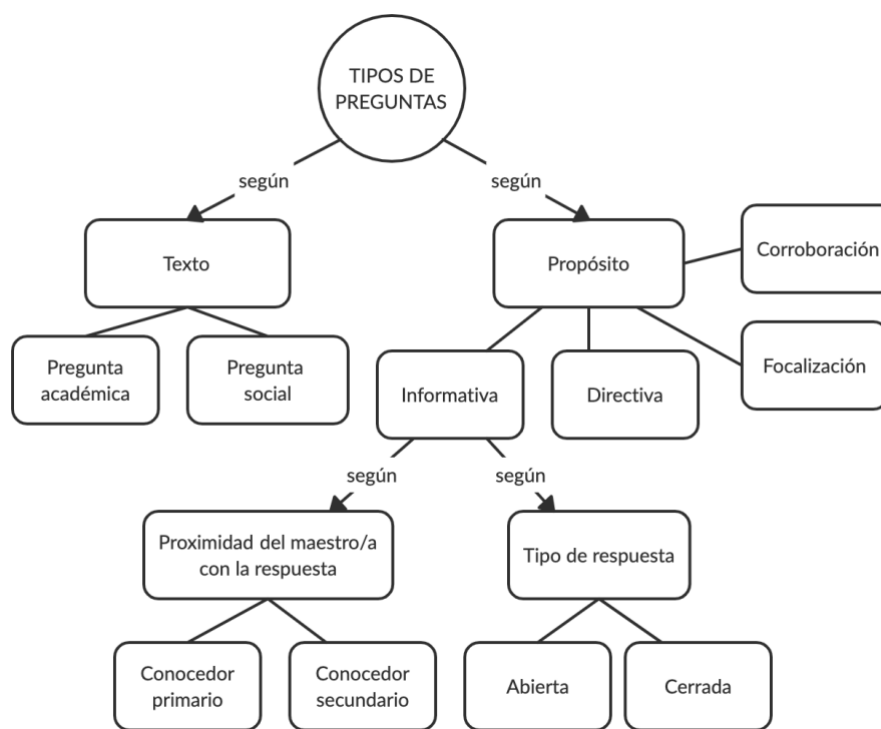 TIPOS DE
PREGUNTAS
según
según
Texto
Propósito
Corroboración
Pregunta
académica
Pregunta
social
Informativa
Directiva
Focalización
según
según
Proximidad del maestro/a
con la respuesta
Tipo de respuesta
Conocedor
primario
Conocedor
secundario
Abierta
Cerrada